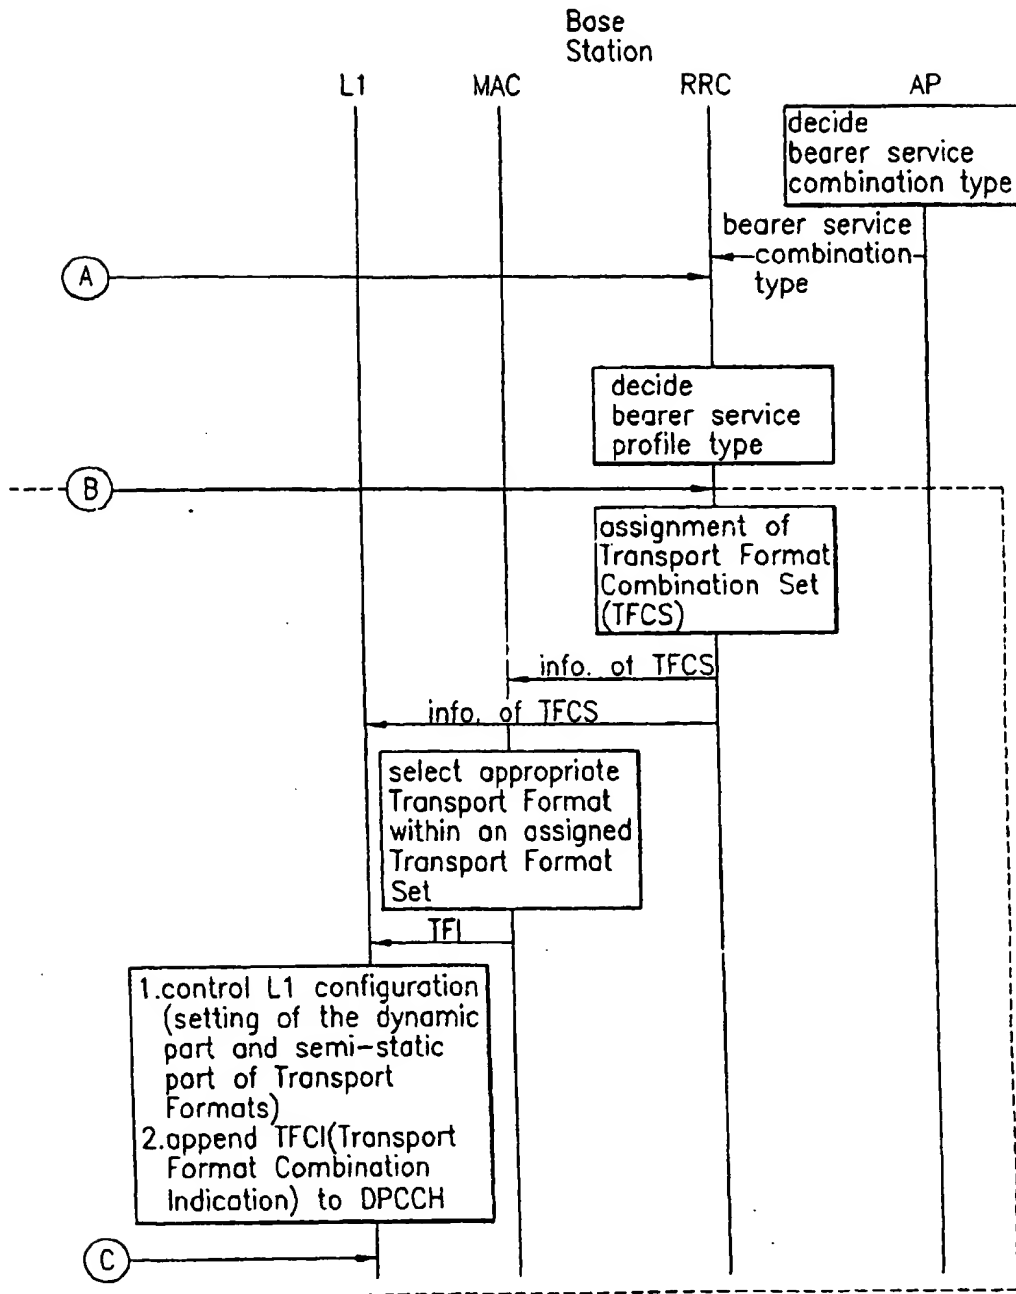 Base
Station
L1 MAC RRC AP
decide
bearer service
combination type
bearer service
combination
type
A
decide
bearer service
profile type
B
assignment of
Transport Format
Combination Set
(TFCS)
info. of TFCS
info. of TFCS
select appropriate
Transport Format
within an assigned
Transport Format
Set
TFI
1.control L1 configuration
(setting of the dynamic
part and semi-static
part of Transport
Formats)
2.append TFCI(Transport
Format Combination
Indication) to DPCCH
C